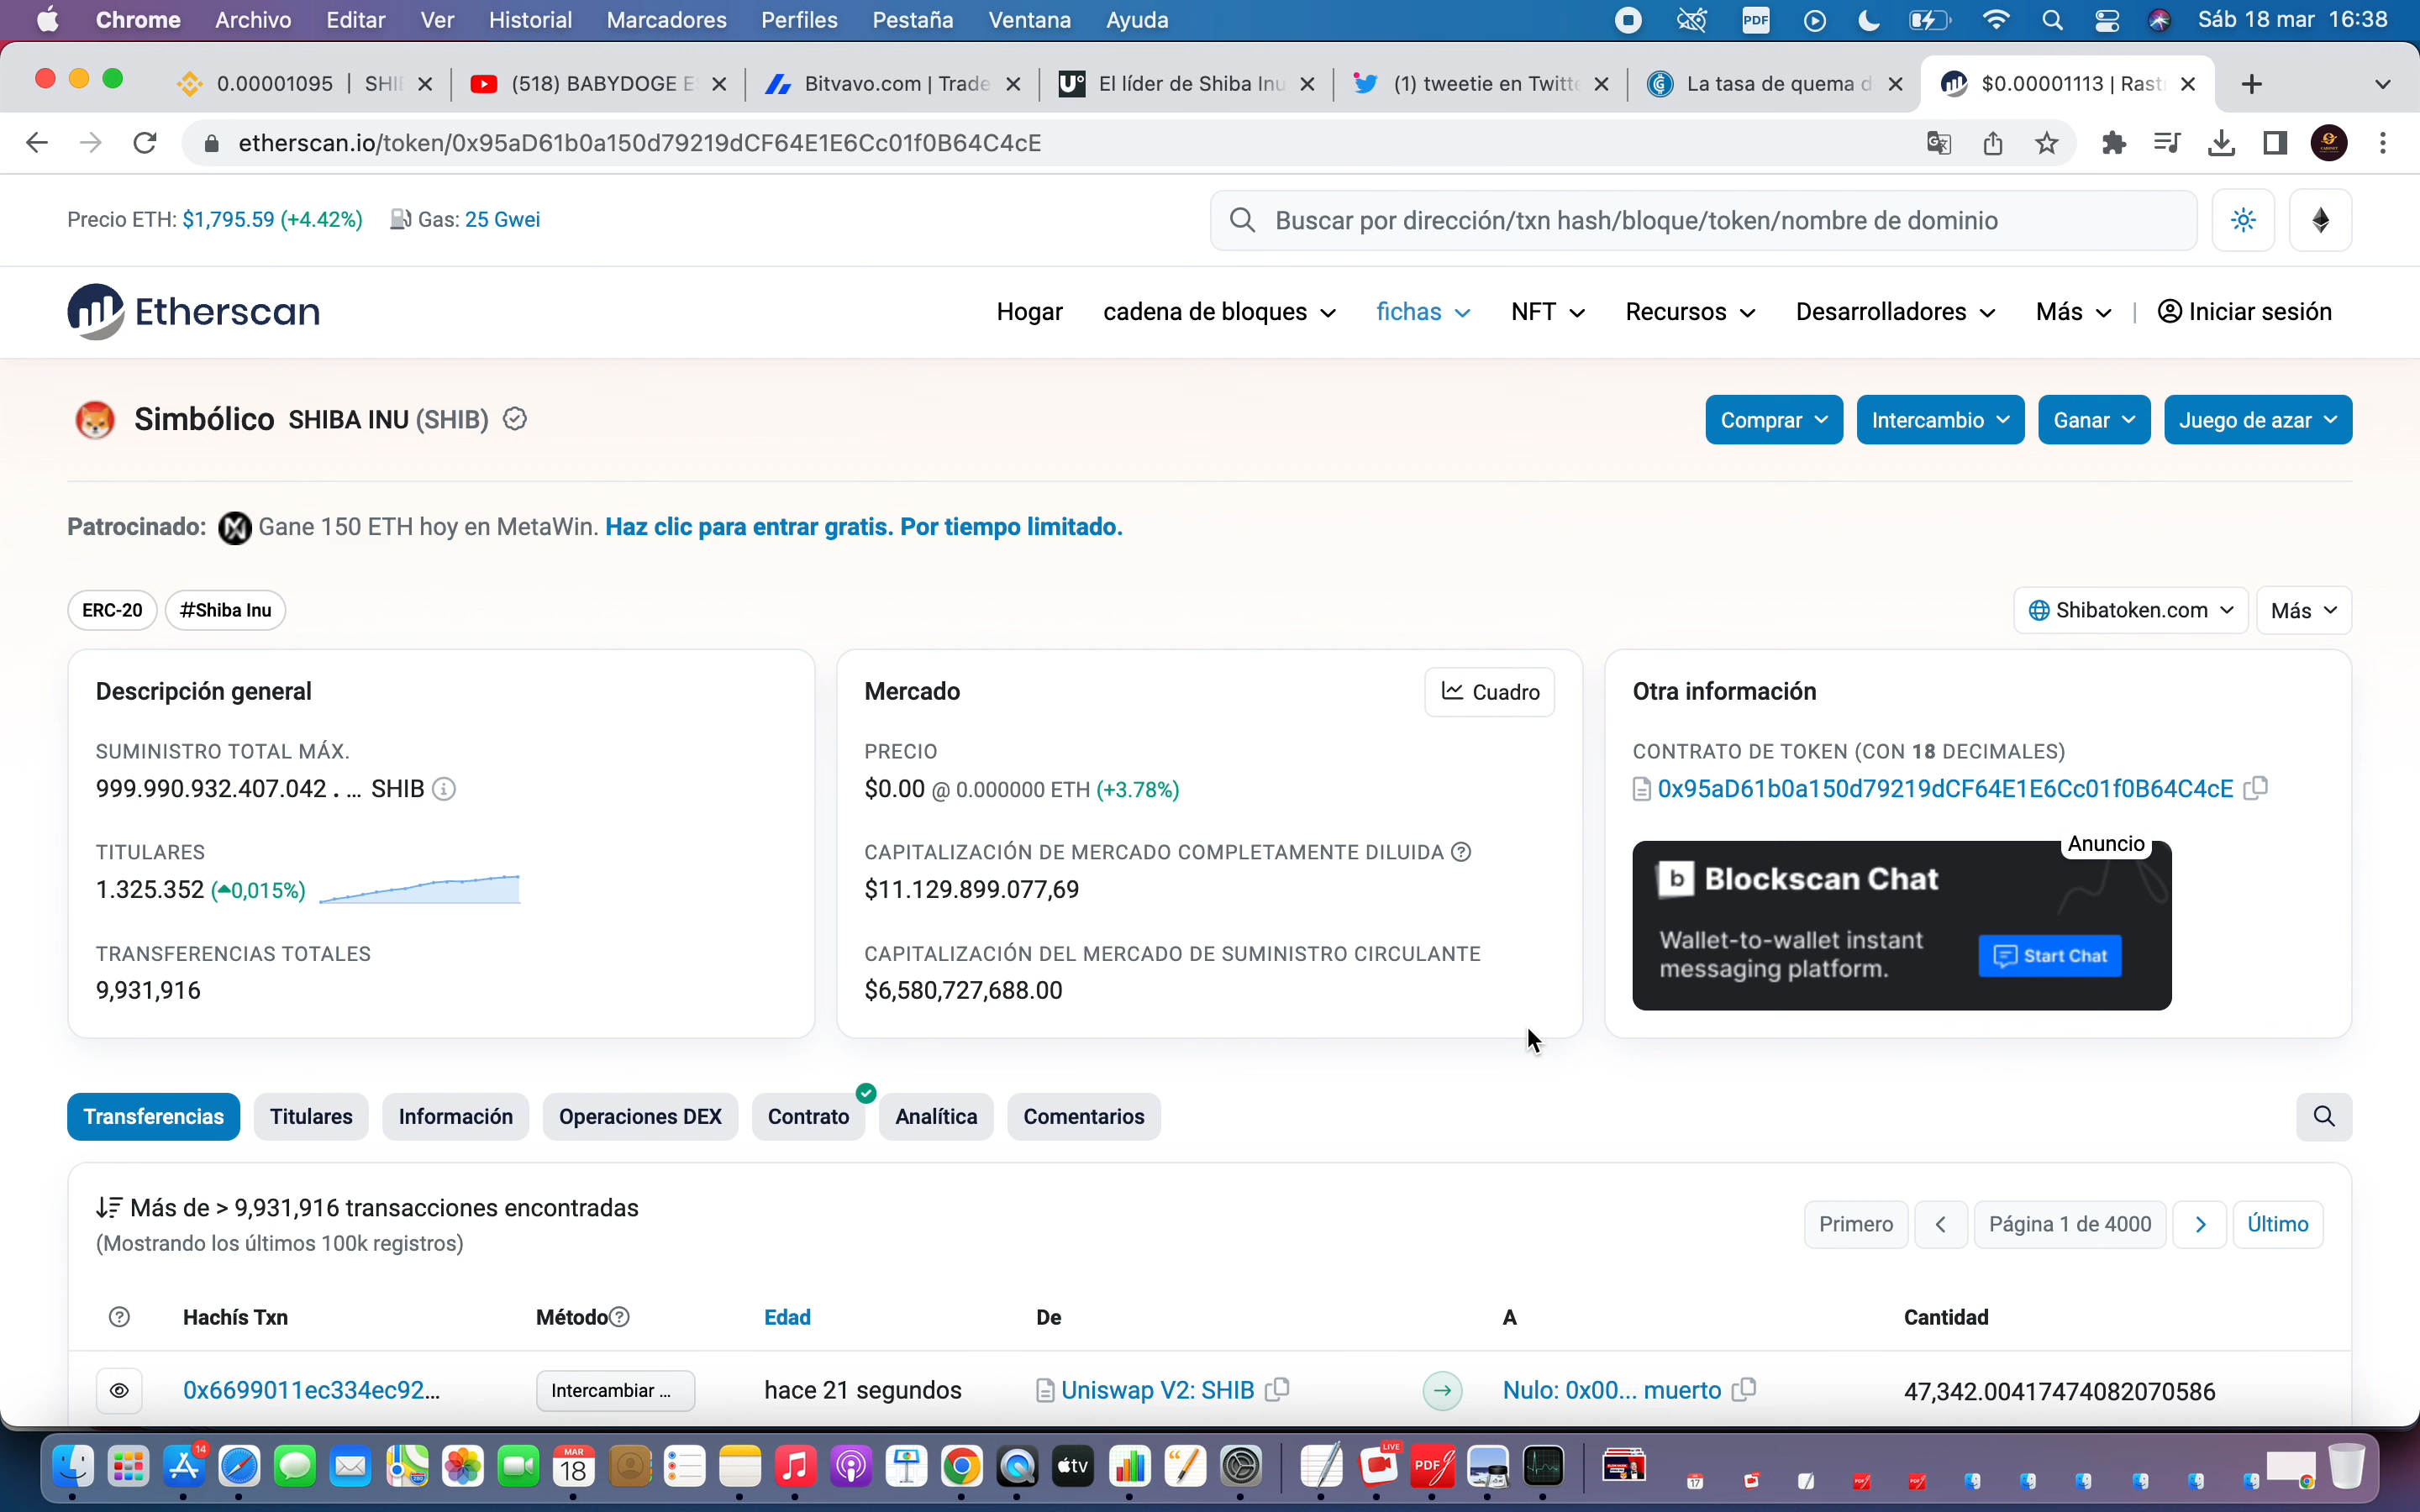 Chrome Archivo Editar Ver Historial Marcadores Perfiles Pestaña Ventana Ayuda PDF Sáb 18 mar 16:38
0.00001095 | SHI (518) BABYDOGE E Bitvavo.com | Trade El líder de Shiba Inu (1) tweetie en Twitt La tasa de quema d $0.00001113 | Rast
etherscan.io/token/0x95aD61b0a150d79219dCF64E1E6Cc01f0B64C4cE
Precio ETH: $1,795.59 (+4.42%) Gas: 25 Gwei Buscar por dirección/txn hash/bloque/token/nombre de dominio
Etherscan Hogar cadena de bloques fichas NFT Recursos Desarrolladores Más | Iniciar sesión
Simbólico SHIBA INU (SHIB) Comprar Intercambio Ganar Juego de azar
Patrocinado: Gane 150 ETH hoy en MetaWin. Haz clic para entrar gratis. Por tiempo limitado.
ERC-20 #Shiba Inu Shibatoken.com Más
Descripción general
SUMINISTRO TOTAL MÁX.
999.990.932.407.042 . ... SHIB
TITULARES
1.325.352 (0,015%)
TRANSFERENCIAS TOTALES
9,931,916
Mercado Cuadro
PRECIO
$0.00 @ 0.000000 ETH (+3.78%)
CAPITALIZACIÓN DE MERCADO COMPLETAMENTE DILUIDA
$11.129.899.077,69
CAPITALIZACIÓN DEL MERCADO DE SUMINISTRO CIRCULANTE
$6,580,727,688.00
Otra información
CONTRATO DE TOKEN (CON 18 DECIMALES)
0x95aD61b0a150d79219dCF64E1E6Cc01f0B64C4cE
Anuncio
b Blockscan Chat
Wallet-to-wallet instant
messaging platform.
Start Chat
Transferencias Titulares Información Operaciones DEX Contrato Analítica Comentarios
Más de > 9,931,916 transacciones encontradas
(Mostrando los últimos 100k registros)
Primero Página 1 de 4000 Último
Hachís Txn Método Edad De A Cantidad
0x6699011ec334ec92... Intercambiar ... hace 21 segundos Uniswap V2: SHIB Nulo: 0x00... muerto 47,342.00417474082070586
14 MAR 18 tv LIVE PDF